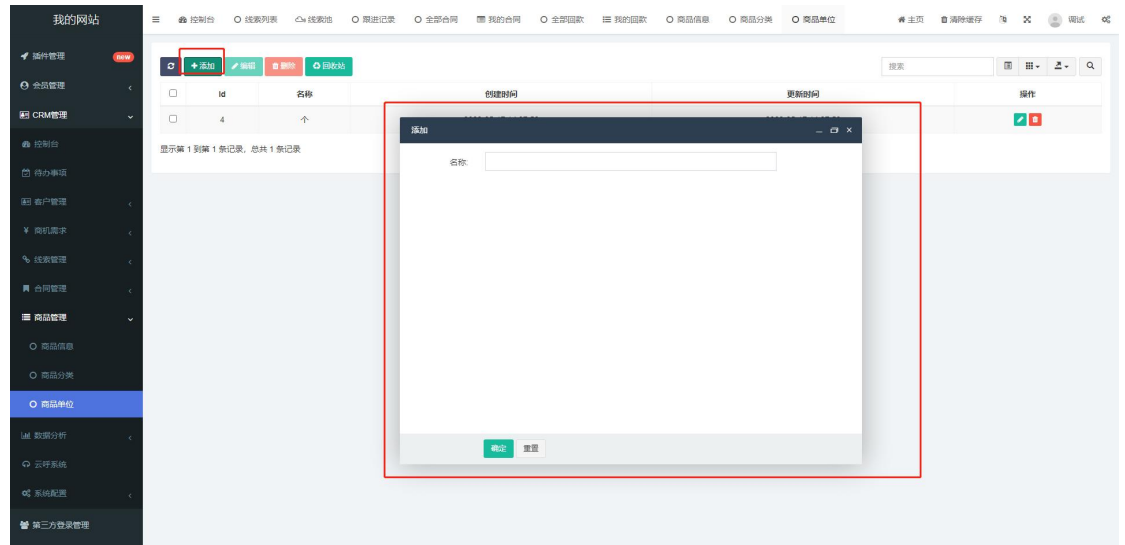 我的网站
控制台 线索列表 线索池 跟进记录 全部合同 我的合同 全部回款 我的回款 商品信息 商品分类 商品单位 主页 清除缓存 调试
插件管理 new
会员管理
CRM管理
控制台
待办事项
客户管理
商机需求
线索管理
合同管理
商品管理
商品信息
商品分类
商品单位
数据分析
云呼系统
系统配置
第三方登录管理
添加 编辑 删除 回收站 搜索
Id 名称 创建时间 更新时间 操作
4 个
显示第 1 到第 1 条记录，总共 1 条记录
添加
名称:
确定 重置